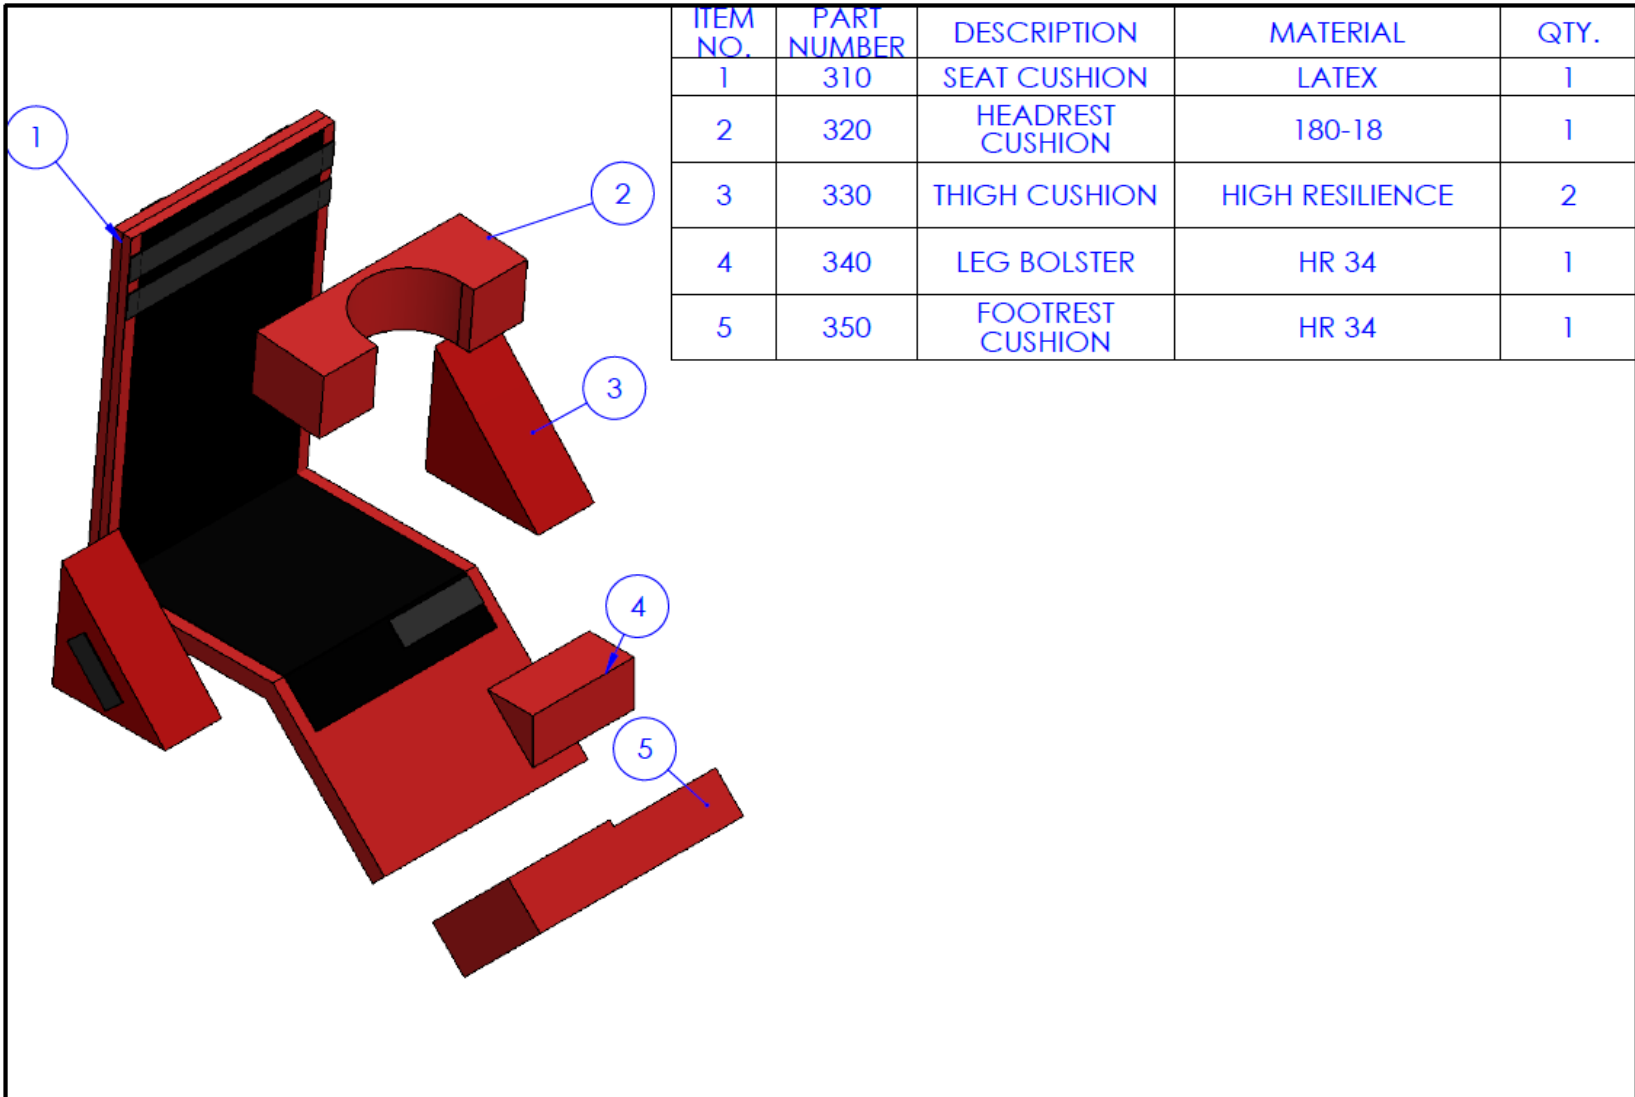 ITEM NO. PART NUMBER DESCRIPTION MATERIAL QTY.
1 310 SEAT CUSHION LATEX 1
2 320 HEADREST CUSHION 180-18 1
3 330 THIGH CUSHION HIGH RESILIENCE 2
4 340 LEG BOLSTER HR 34 1
5 350 FOOTREST CUSHION HR 34 1
1
2
3
4
5